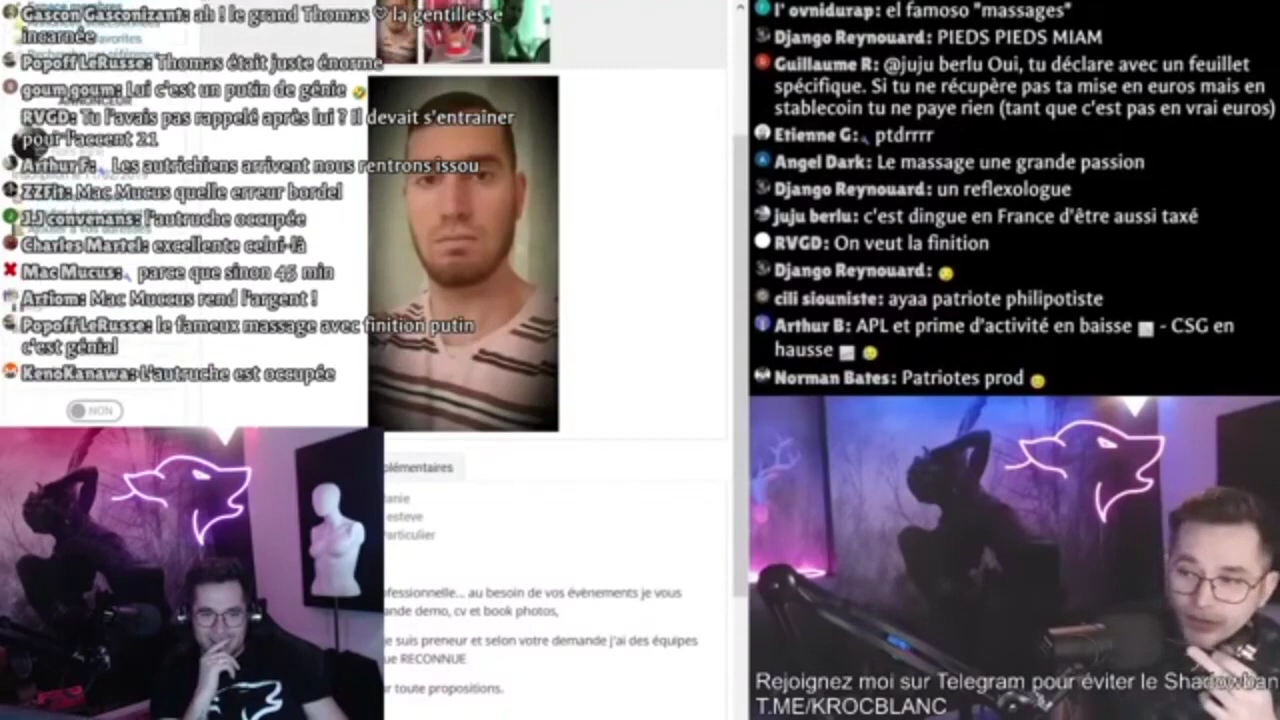 Gascon Gasconizant: ah ! le grand Thomas ♡ la gentillesse
incarnée
Popoff LeRusse: Thomas était juste énorme
goum goum: Lui c'est un putin de génie 🤣
RVGD: Tu l'avais pas rappelé après lui ? Il devait s'entraîner
pour l'accent 21
Arthur F: Les autrichiens arrivent nous rentrons issou
ZZFit: Mac Mucus quelle erreur bordel
J.J convenans: l'autruche occupée
Charles Martel: excellente celui-là
Mac Mucus: parce que sinon 45 min
Artiom: Mac Muccus rend l'argent !
Popoff LeRusse: le fameux massage avec finition putin
c'est génial
KenoKanawa: L'autruche est occupée
NON
plémentaires
anie
esteve
articulier
ofessionnelle... au besoin de vos évènements je vous
ande demo, cv et book photos,
e suis preneur et selon votre demande j'ai des équipes
ue RECONNUE
r toute propositions.
l' ovnidurap: el famoso "massages"
Django Reynouard: PIEDS PIEDS MIAM
Guillaume R: @juju berlu Oui, tu déclare avec un feuillet
spécifique. Si tu ne récupère pas ta mise en euros mais en
stablecoin tu ne paye rien (tant que c'est pas en vrai euros)
Etienne G: ptdrrrr
Angel Dark: Le massage une grande passion
Django Reynouard: un reflexologue
juju berlu: c'est dingue en France d'être aussi taxé
RVGD: On veut la finition
Django Reynouard:
cili siouniste: ayaa patriote philipotiste
Arthur B: APL et prime d'activité en baisse - CSG en
hausse
Norman Bates: Patriotes prod
Rejoignez moi sur Telegram pour éviter le Shadowban
T.ME/KROCBLANC